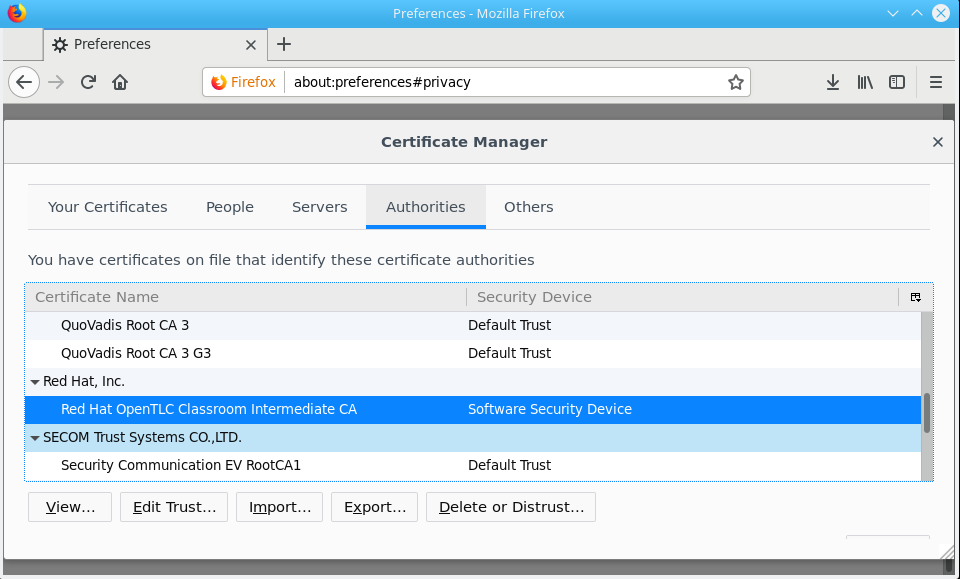 Preferences - Mozilla Firefox
Preferences
Firefox about:preferences#privacy
Certificate Manager
Your Certificates People Servers Authorities Others
You have certificates on file that identify these certificate authorities
Certificate Name Security Device
QuoVadis Root CA 3 Default Trust
QuoVadis Root CA 3 G3 Default Trust
Red Hat, Inc.
Red Hat OpenTLC Classroom Intermediate CA Software Security Device
SECOM Trust Systems CO.,LTD.
Security Communication EV RootCA1 Default Trust
View... Edit Trust... Import... Export... Delete or Distrust...